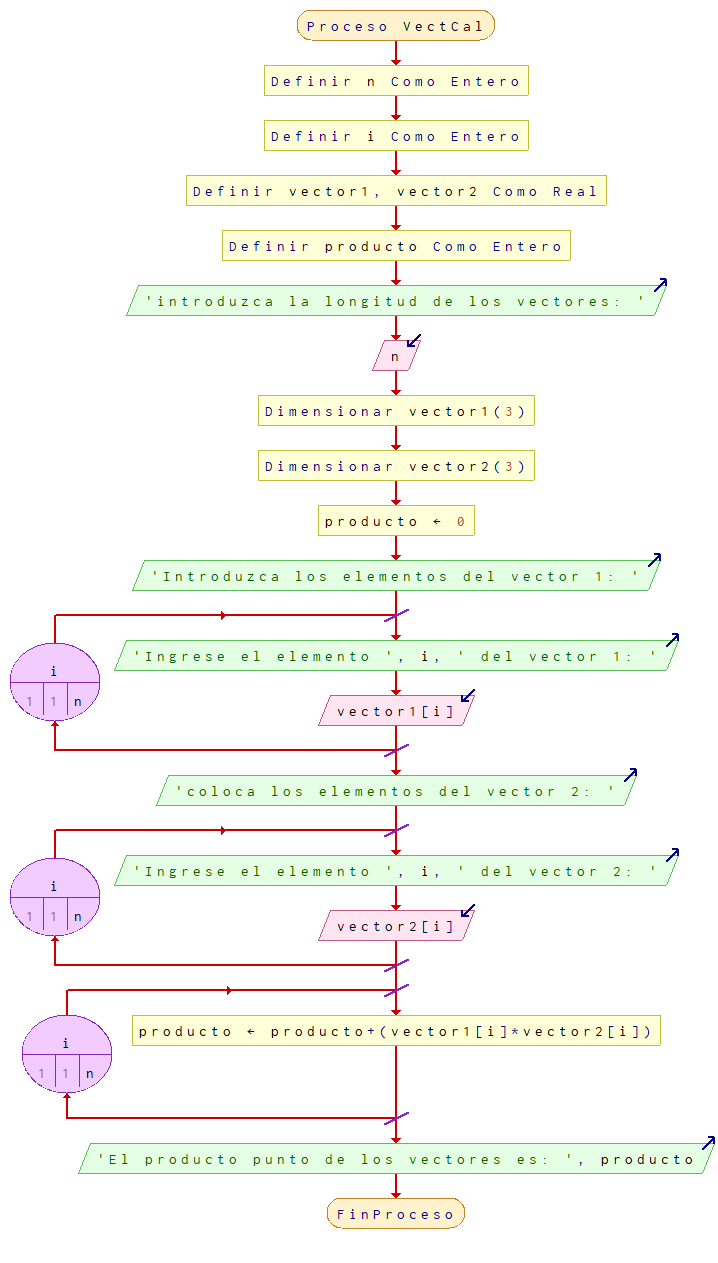 Proceso VectCal
Definir n Como Entero
Definir i Como Entero
Definir vector1, vector2 Como Real
Definir producto Como Entero
'introduzca la longitud de los vectores: '
n
Dimensionar vector1(3)
Dimensionar vector2(3)
producto ← 0
'Introduzca los elementos del vector 1: '
i
1 1 n
'Ingrese el elemento ', i, ' del vector 1: '
vector1[i]
'coloca los elementos del vector 2: '
i
1 1 n
'Ingrese el elemento ', i, ' del vector 2: '
vector2[i]
i
1 1 n
producto ← producto+(vector1[i]*vector2[i])
'El producto punto de los vectores es: ', producto
FinProceso